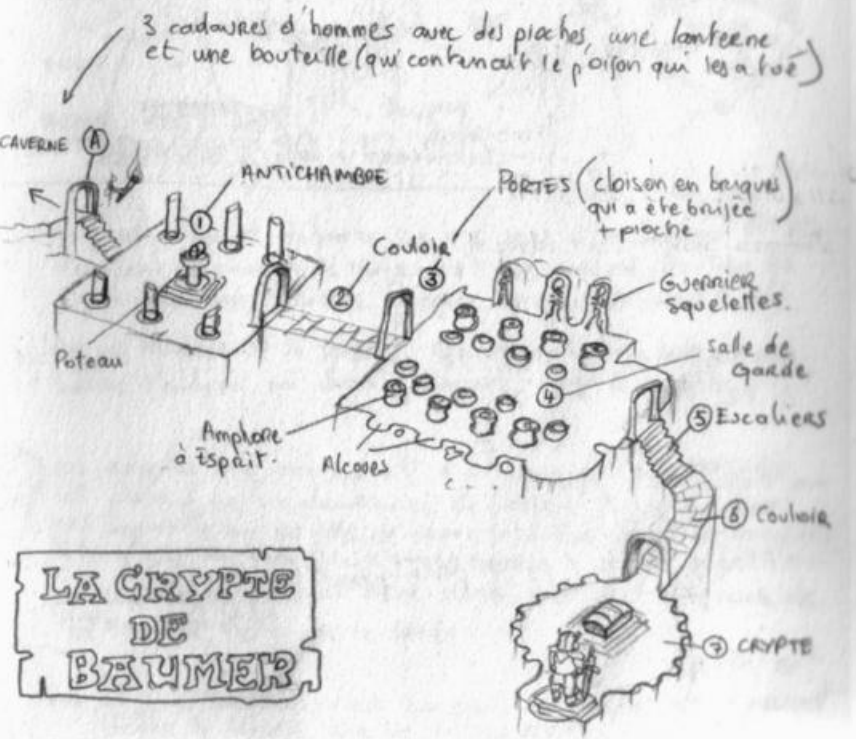 3 cadavres d'hommes avec des pioches, une lanterne
et une bouteille (qui contenait le poison qui les a tué)
CAVERNE Ⓐ
① ANTICHAMBRE
PORTES (cloison en briques
qui a été brisée
+ pioche)
Couloir
② ③
Guerrier
Squelettes.
Poteau
salle de
Garde
④
Amphore
à Esprit.
Alcoves
⑤ Escaliers
⑥ Couloir
LA CRYPTE
DE
BAUMER
⑦ CRYPTE